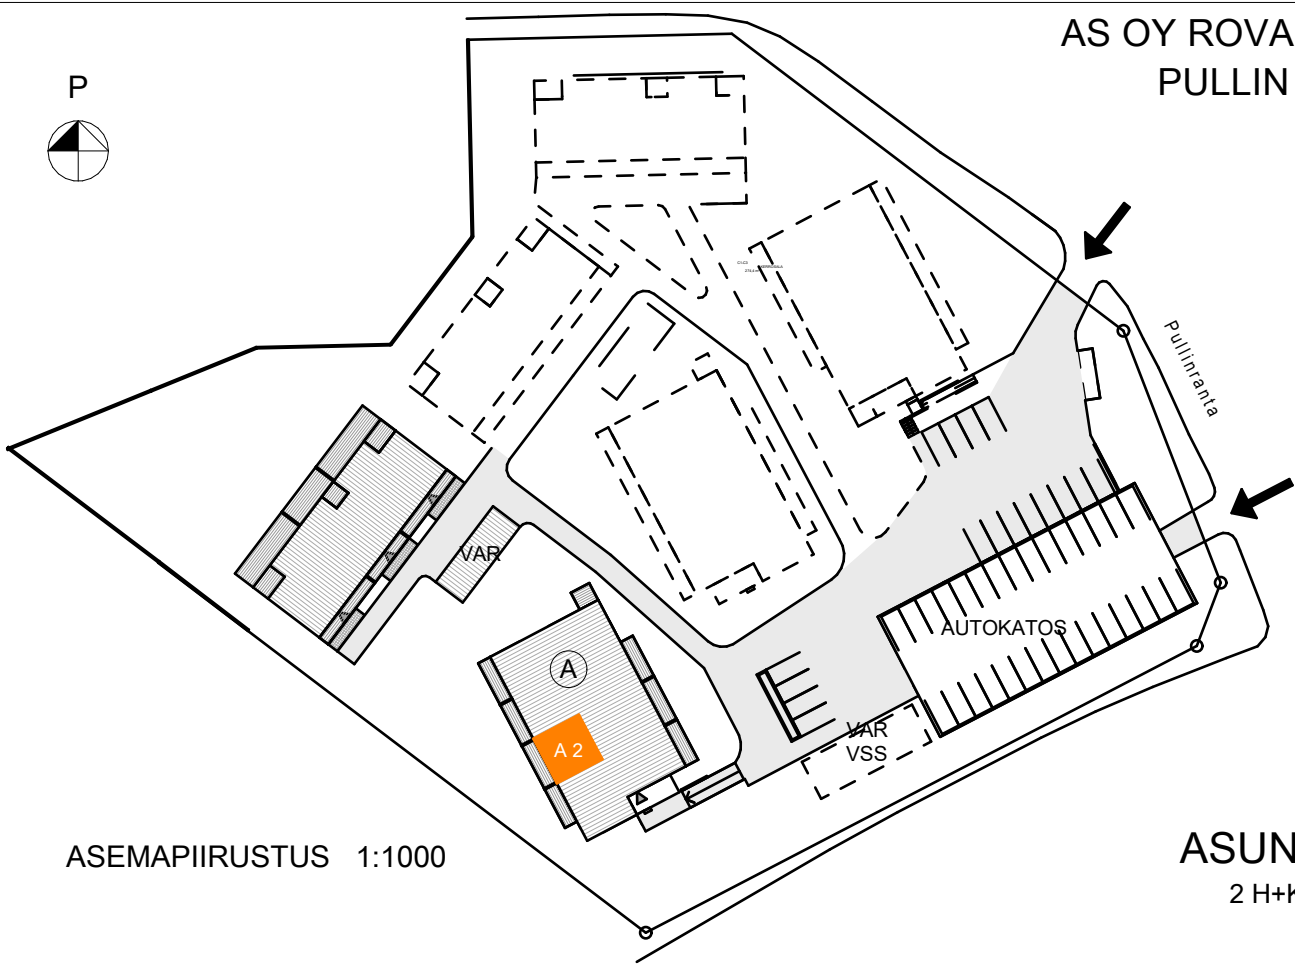 AS OY ROVA
PULLIN
P
Pullinranta
VAR
A
AUTOKATOS
A 2
VAR
VSS
ASEMAPIIRUSTUS 1:1000
ASUN
2 H+K